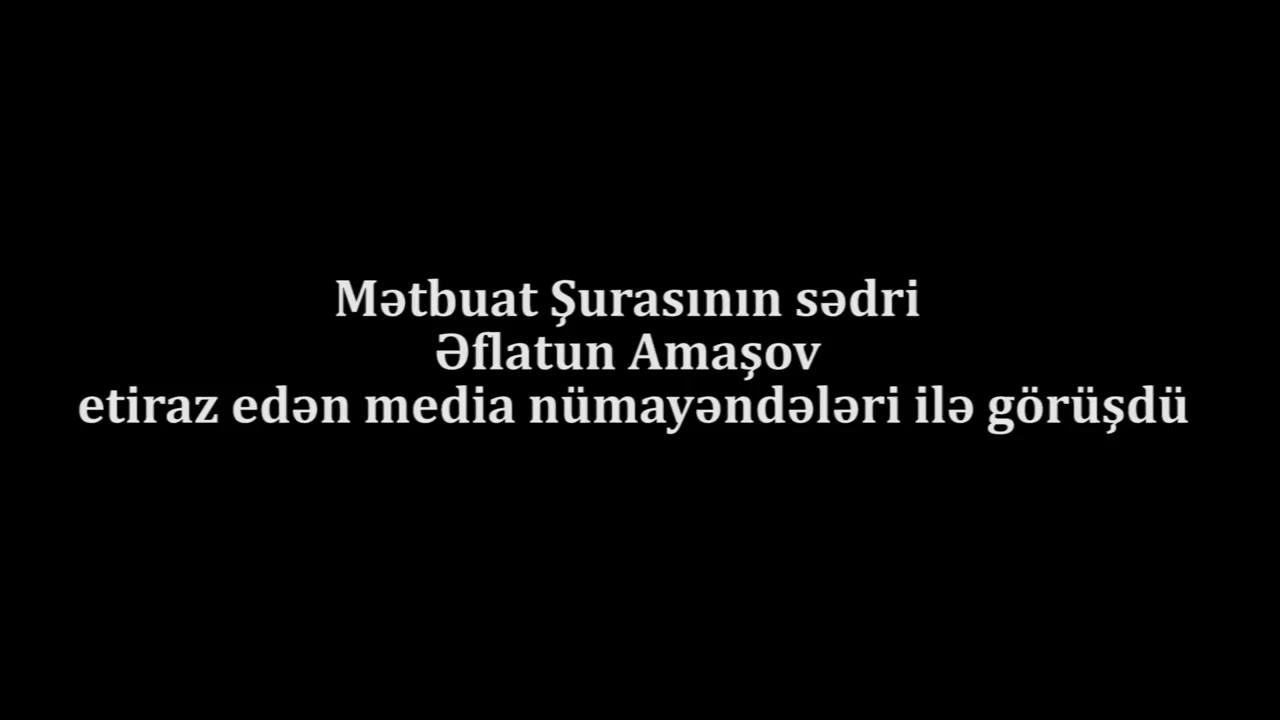 Mətbuat Şurasının sədri
Əflatun Amaşov
etiraz edən media nümayəndələri ilə görüşdü